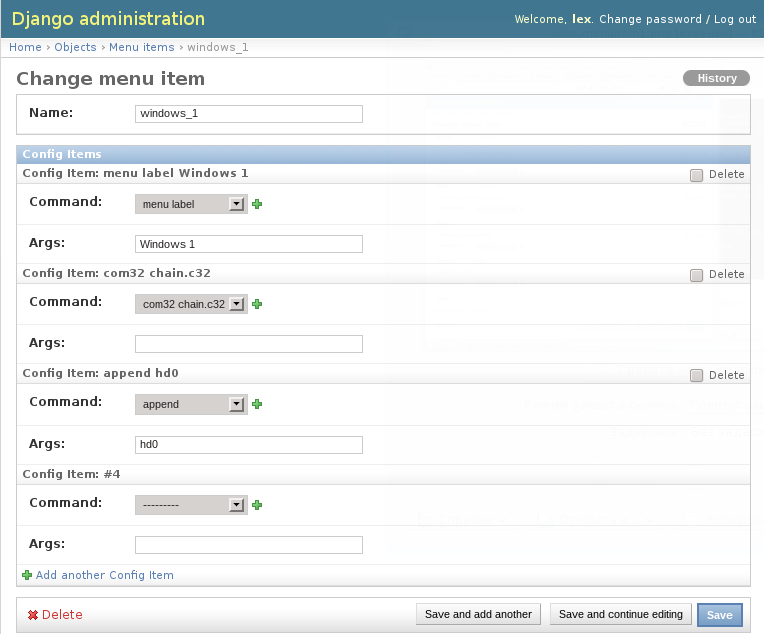 Django administration
Welcome, lex. Change password / Log out
Home › Objects › Menu items › windows_1
Change menu item
History
Name: windows_1
Config Items
Config Item: menu label Windows 1 Delete
Command: menu label
Args: Windows 1
Config Item: com32 chain.c32 Delete
Command: com32 chain.c32
Args:
Config Item: append hd0 Delete
Command: append
Args: hd0
Config Item: #4
Command: ---------
Args:
Add another Config Item
Delete Save and add another Save and continue editing Save